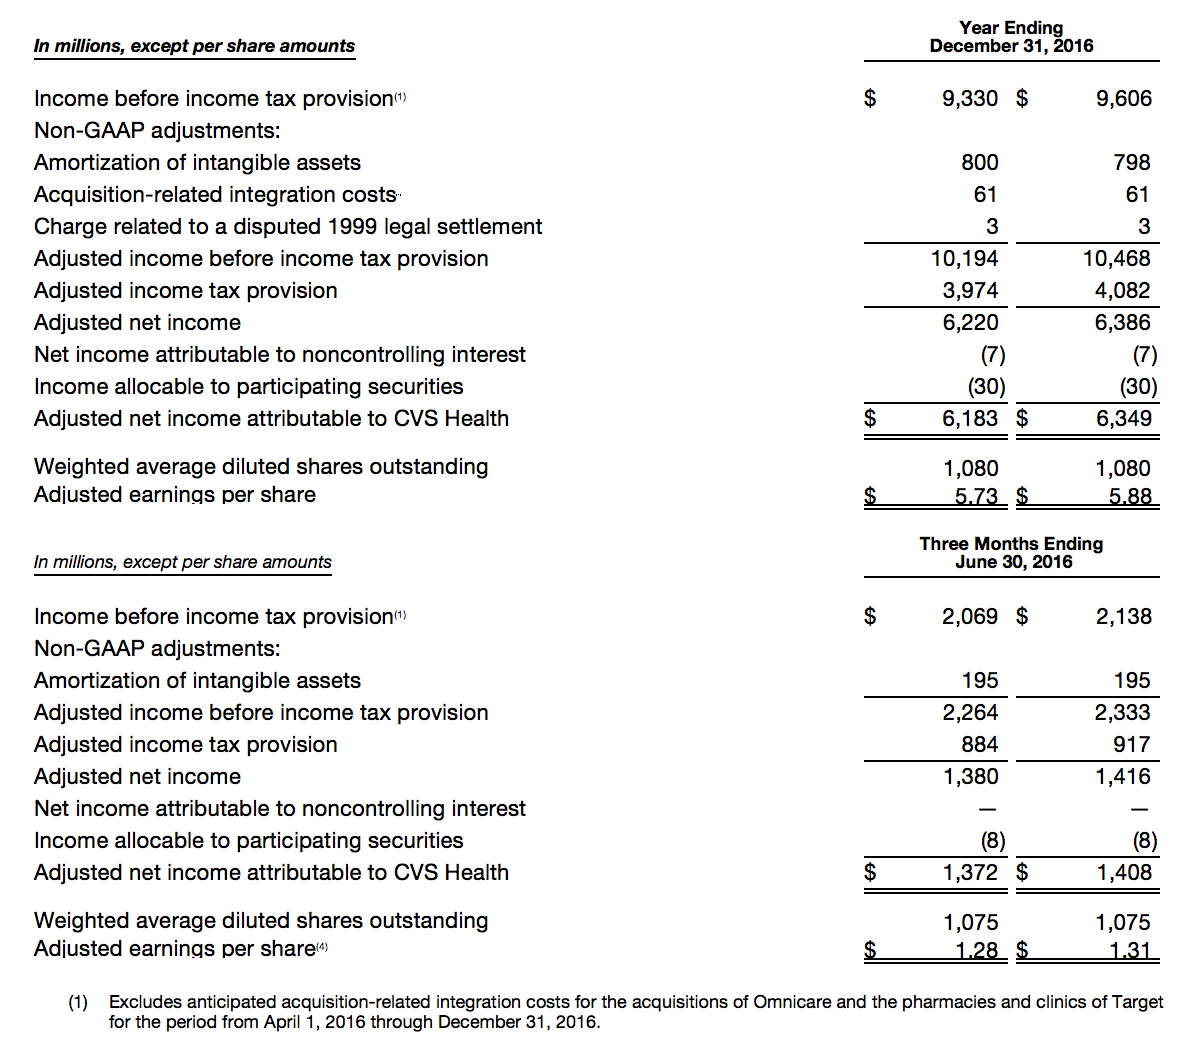 Year Ending
In millions, except per share amounts December 31, 2016
Income before income tax provision(1) $ 9,330 $ 9,606
Non-GAAP adjustments:
Amortization of intangible assets 800 798
Acquisition-related integration costs 61 61
Charge related to a disputed 1999 legal settlement 3 3
Adjusted income before income tax provision 10,194 10,468
Adjusted income tax provision 3,974 4,082
Adjusted net income 6,220 6,386
Net income attributable to noncontrolling interest (7) (7)
Income allocable to participating securities (30) (30)
Adjusted net income attributable to CVS Health $ 6,183 $ 6,349
Weighted average diluted shares outstanding 1,080 1,080
Adjusted earnings per share $ 5.73 $ 5.88
Three Months Ending
In millions, except per share amounts June 30, 2016
Income before income tax provision(1) $ 2,069 $ 2,138
Non-GAAP adjustments:
Amortization of intangible assets 195 195
Adjusted income before income tax provision 2,264 2,333
Adjusted income tax provision 884 917
Adjusted net income 1,380 1,416
Net income attributable to noncontrolling interest — —
Income allocable to participating securities (8) (8)
Adjusted net income attributable to CVS Health $ 1,372 $ 1,408
Weighted average diluted shares outstanding 1,075 1,075
Adjusted earnings per share(4) $ 1.28 $ 1.31
(1) Excludes anticipated acquisition-related integration costs for the acquisitions of Omnicare and the pharmacies and clinics of Target
for the period from April 1, 2016 through December 31, 2016.